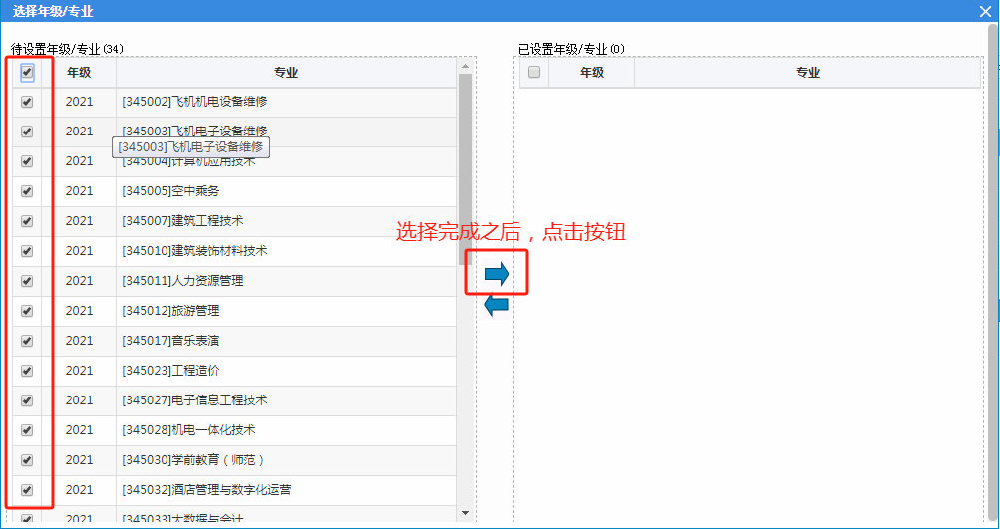 选择年级/专业
待设置年级/专业(34)
已设置年级/专业(0)
年级 专业
年级 专业
2021 [345002]飞机机电设备维修
2021 [345003]飞机电子设备维修
[345003]飞机电子设备维修
2021 [345004]计算机应用技术
2021 [345005]空中乘务
2021 [345007]建筑工程技术
选择完成之后，点击按钮
2021 [345010]建筑装饰材料技术
2021 [345011]人力资源管理
2021 [345012]旅游管理
2021 [345017]音乐表演
2021 [345023]工程造价
2021 [345027]电子信息工程技术
2021 [345028]机电一体化技术
2021 [345030]学前教育（师范）
2021 [345032]酒店管理与数字化运营
2021 [345033]大数据与会计